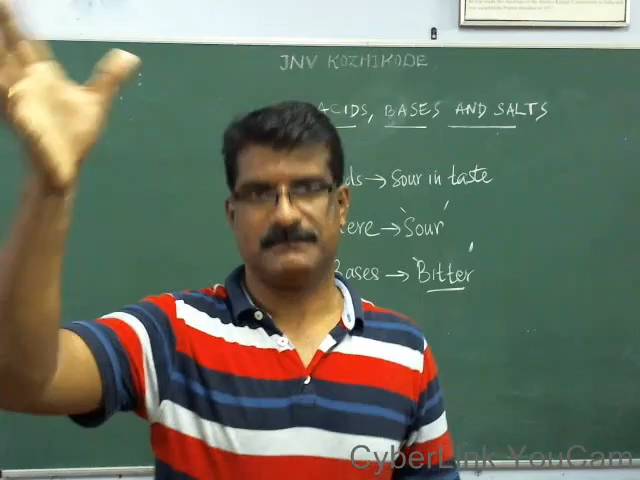 JNV KOZHIKODE
ACIDS, BASES AND SALTS
ds → Sour in taste
ere → 'Sour'
Bases → 'Bitter'
CyberLink YouCam